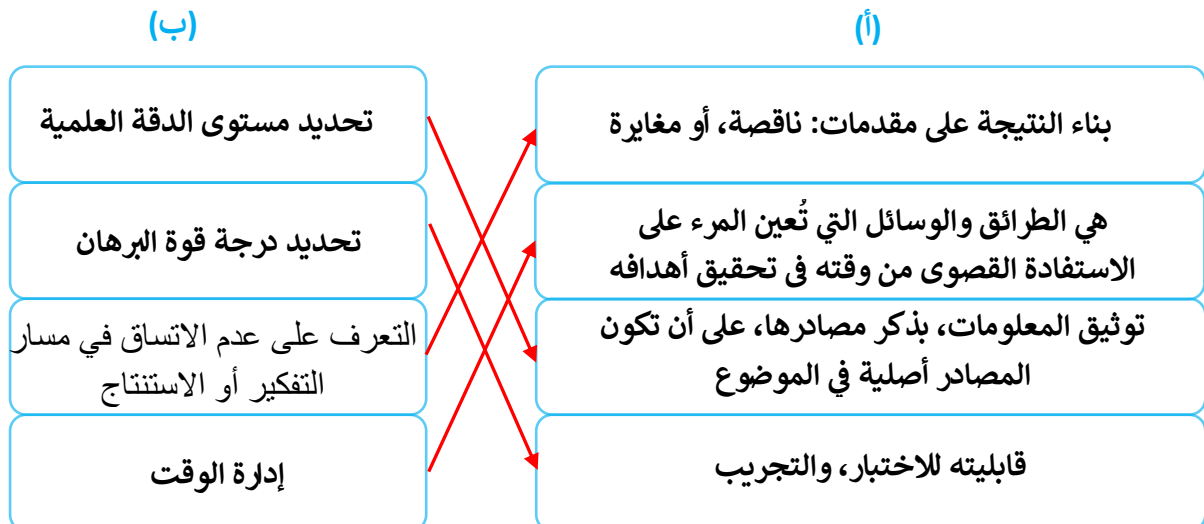 (أ)
(ب)
بناء النتيجة على مقدمات: ناقصة، أو مغايرة
تحديد مستوى الدقة العلمية
هي الطرائق والوسائل التي تُعين المرء على
الاستفادة القصوى من وقته في تحقيق أهدافه
تحديد درجة قوة البرهان
توثيق المعلومات، بذكر مصادرها، على أن تكون
المصادر أصلية في الموضوع
التعرف على عدم الاتساق في مسار
التفكير أو الاستنتاج
قابليته للاختبار، والتجريب
إدارة الوقت